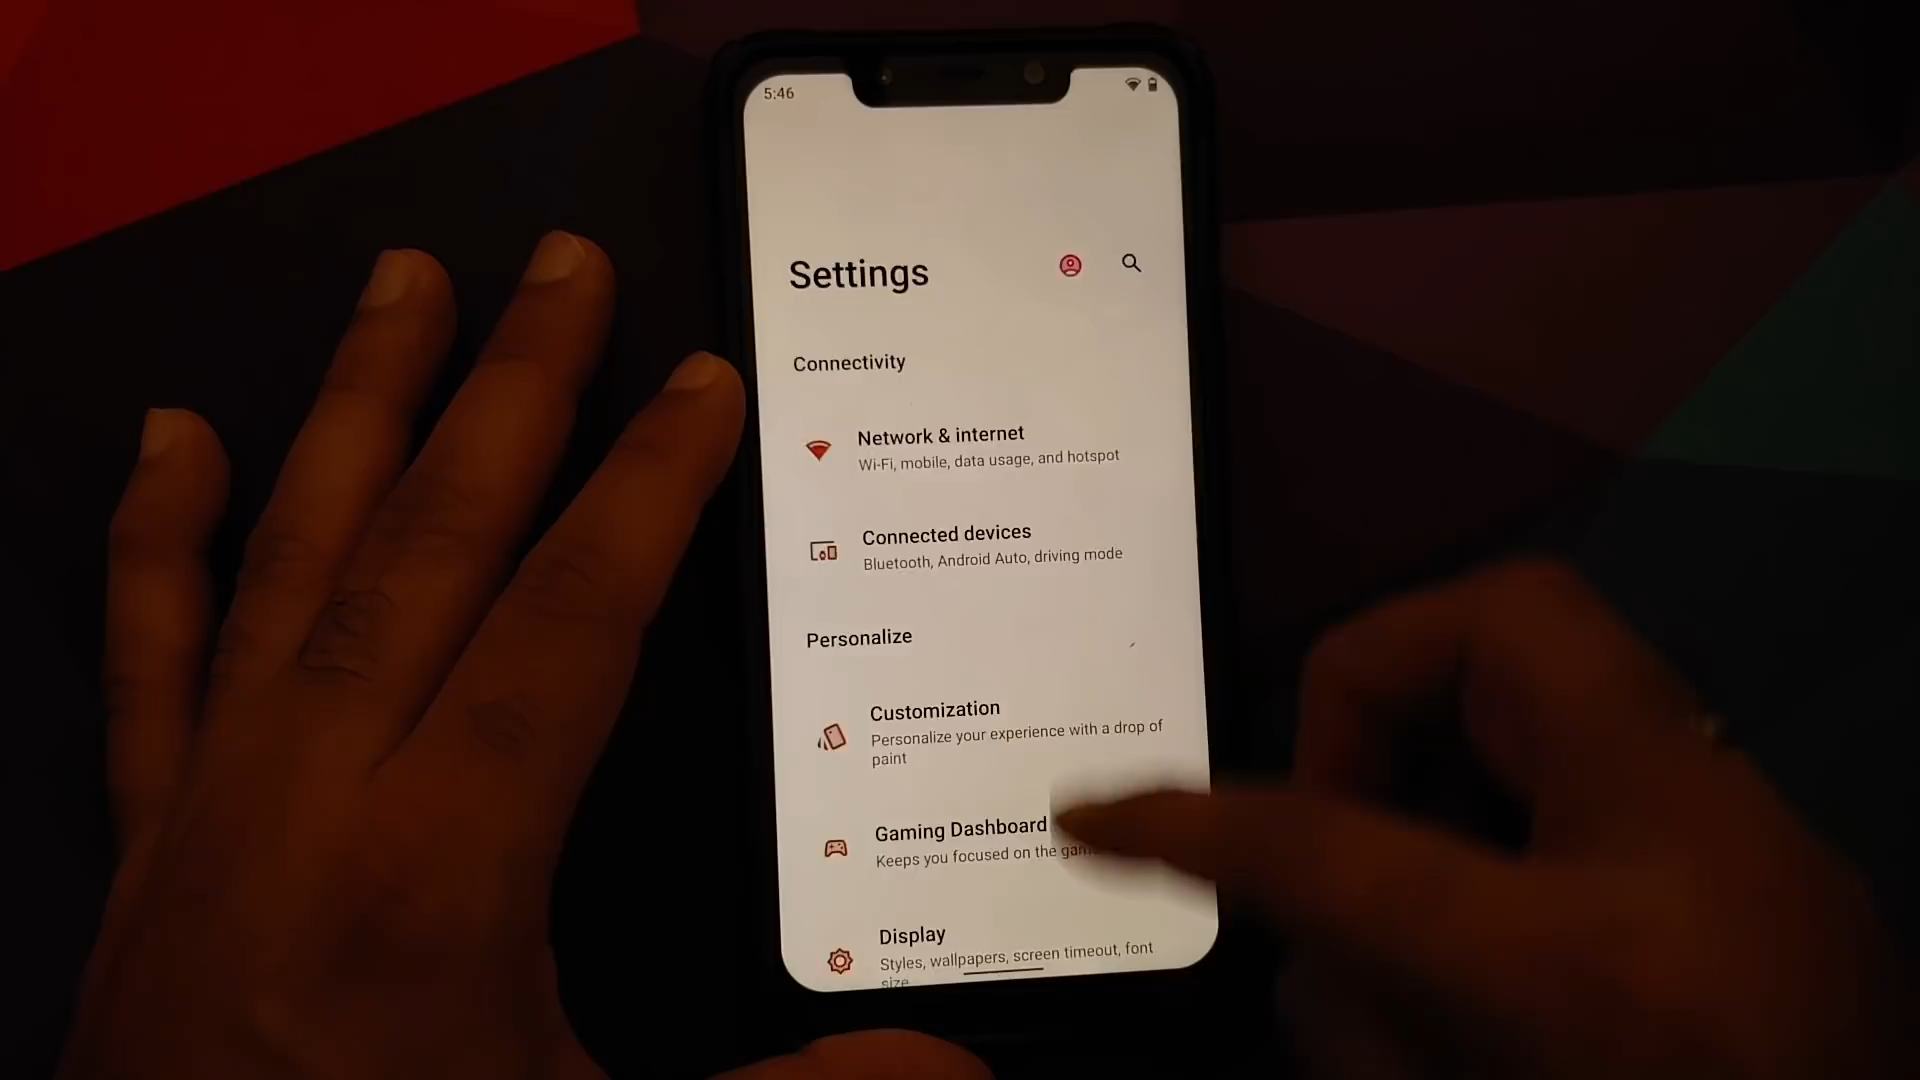 5:46
Settings
Connectivity
Network & internet
Wi-Fi, mobile, data usage, and hotspot
Connected devices
Bluetooth, Android Auto, driving mode
Personalize
Customization
Personalize your experience with a drop of
paint
Gaming Dashboard
Keeps you focused on the
Display
Styles, wallpapers, screen timeout, font
size